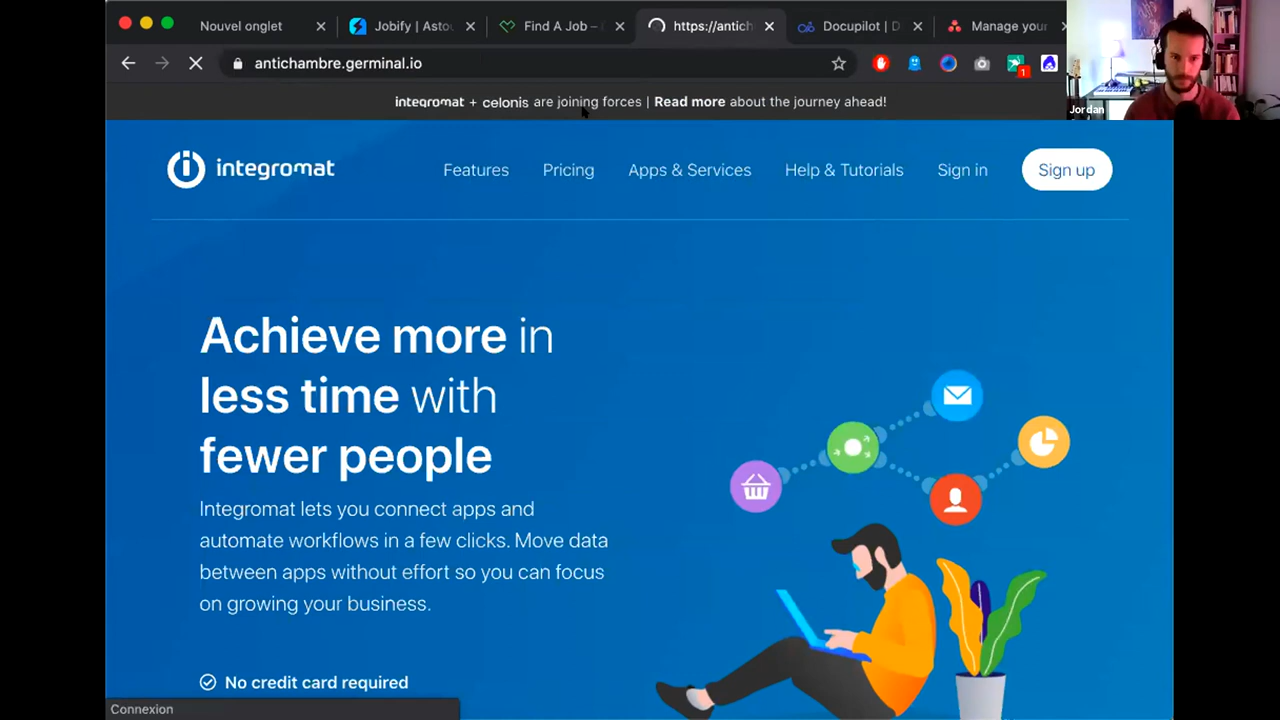 Nouvel onglet
Jobify | Astou
Find A Job –
https://antich
Docupilot | D
Manage your
antichambre.germinal.io
1
Jordan
integromat + celonis are joining forces | Read more about the journey ahead!
integromat
Features
Pricing
Apps & Services
Help & Tutorials
Sign in
Sign up
Achieve more in
less time with
fewer people
Integromat lets you connect apps and
automate workflows in a few clicks. Move data
between apps without effort so you can focus
on growing your business.
No credit card required
Connexion